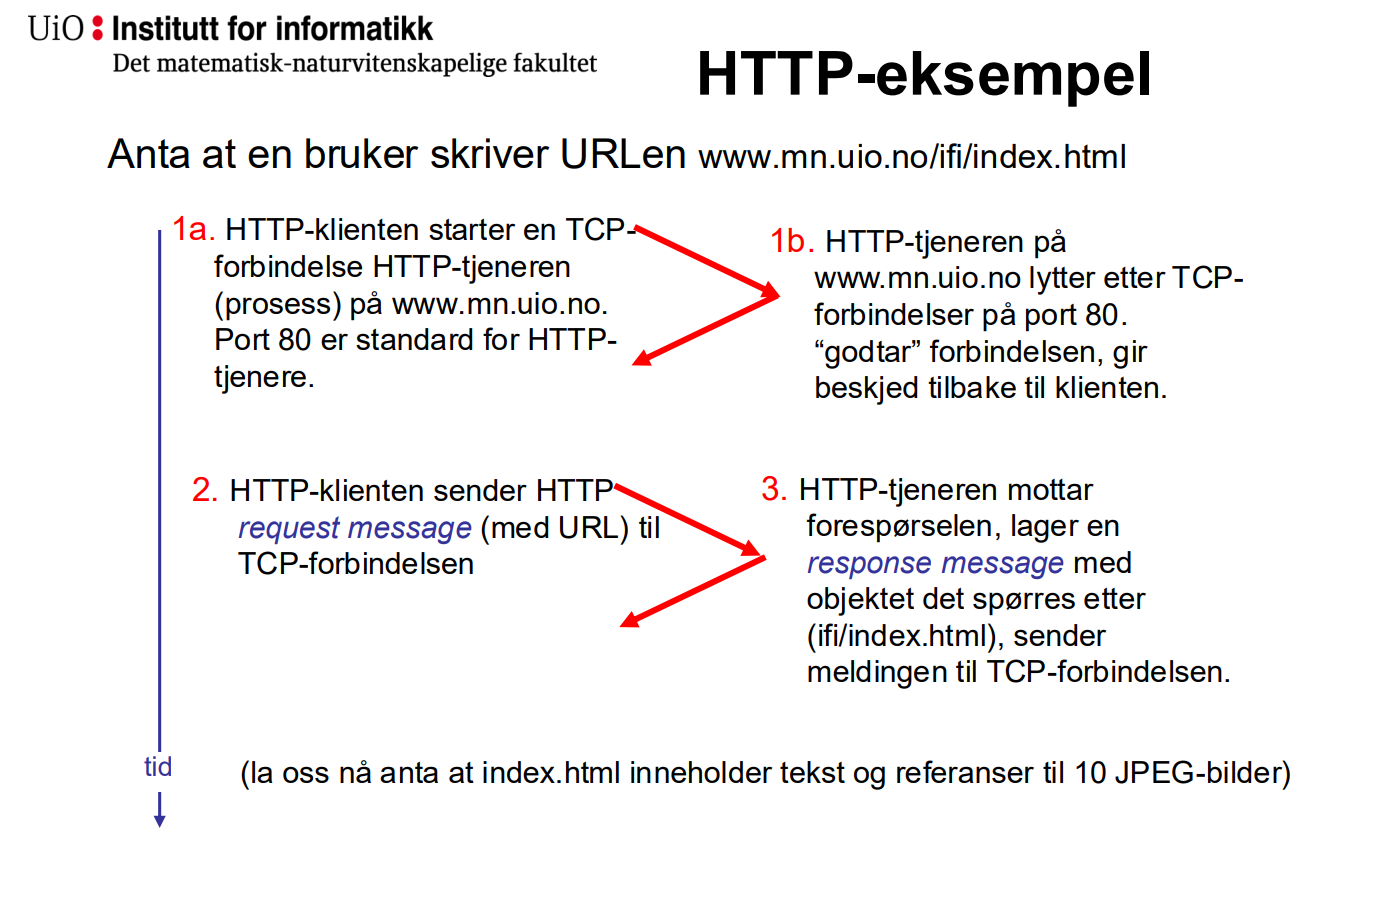 UiO Institutt for informatikk
Det matematisk-naturvitenskapelige fakultet
HTTP-eksempel
Anta at en bruker skriver URLen www.mn.uio.no/ifi/index.html
1a. HTTP-klienten starter en TCP-
forbindelse HTTP-tjeneren
(prosess) på www.mn.uio.no.
Port 80 er standard for HTTP-
tjenere.
1b. HTTP-tjeneren på
www.mn.uio.no lytter etter TCP-
forbindelser på port 80.
“godtar” forbindelsen, gir
beskjed tilbake til klienten.
2. HTTP-klienten sender HTTP
request message (med URL) til
TCP-forbindelsen
3. HTTP-tjeneren mottar
forespørselen, lager en
response message med
objektet det spørres etter
(ifi/index.html), sender
meldingen til TCP-forbindelsen.
tid
(la oss nå anta at index.html inneholder tekst og referanser til 10 JPEG-bilder)